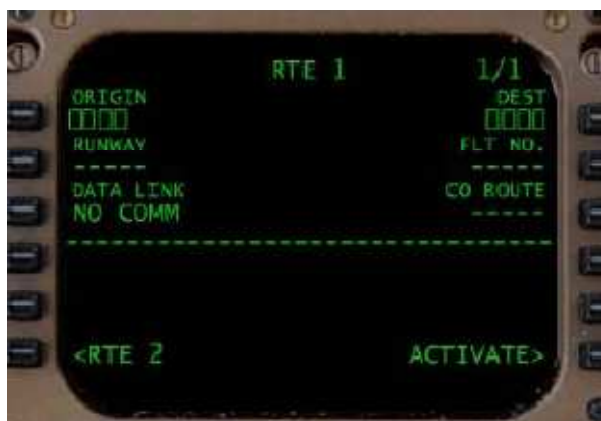 RTE 1 1/1
ORIGIN DEST
□□□□ □□□□
RUNWAY FLT NO.
----- -----
DATA LINK CO ROUTE
NO COMM -----
--------------------------------
<RTE 2 ACTIVATE>